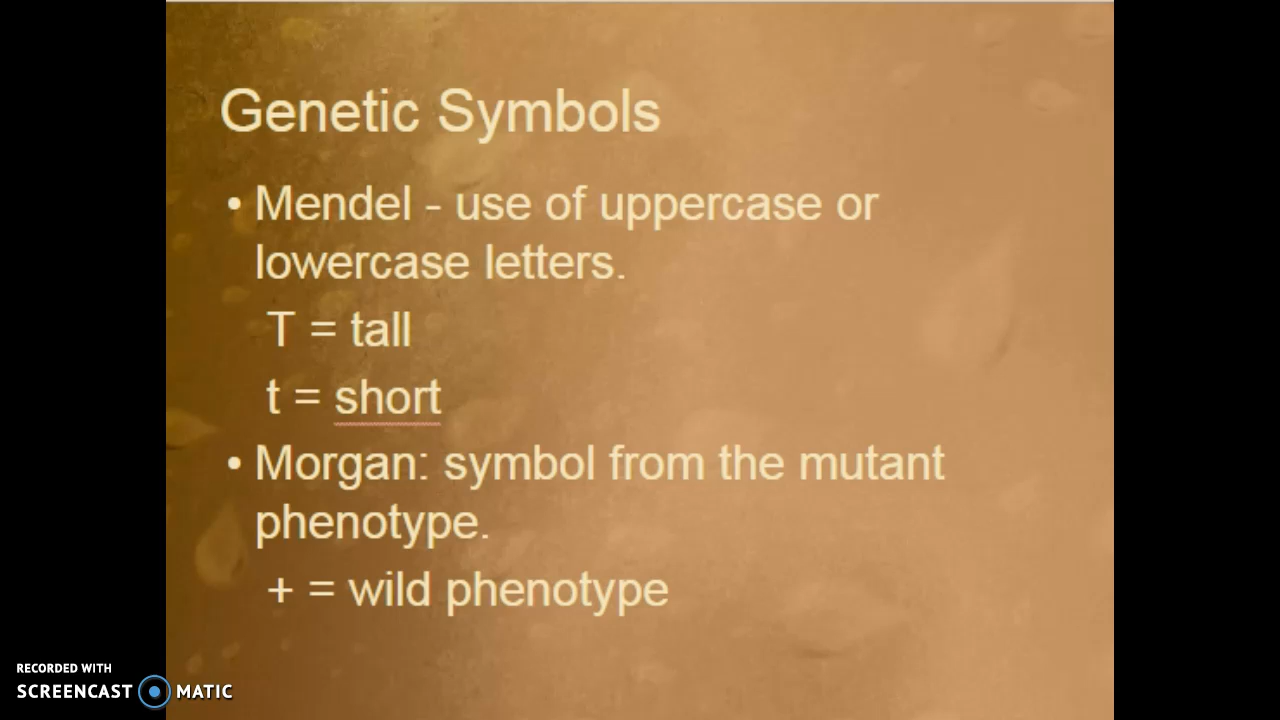 Genetic Symbols
• Mendel - use of uppercase or
lowercase letters.
T = tall
t = short
• Morgan: symbol from the mutant
phenotype.
+ = wild phenotype
RECORDED WITH
SCREENCAST MATIC